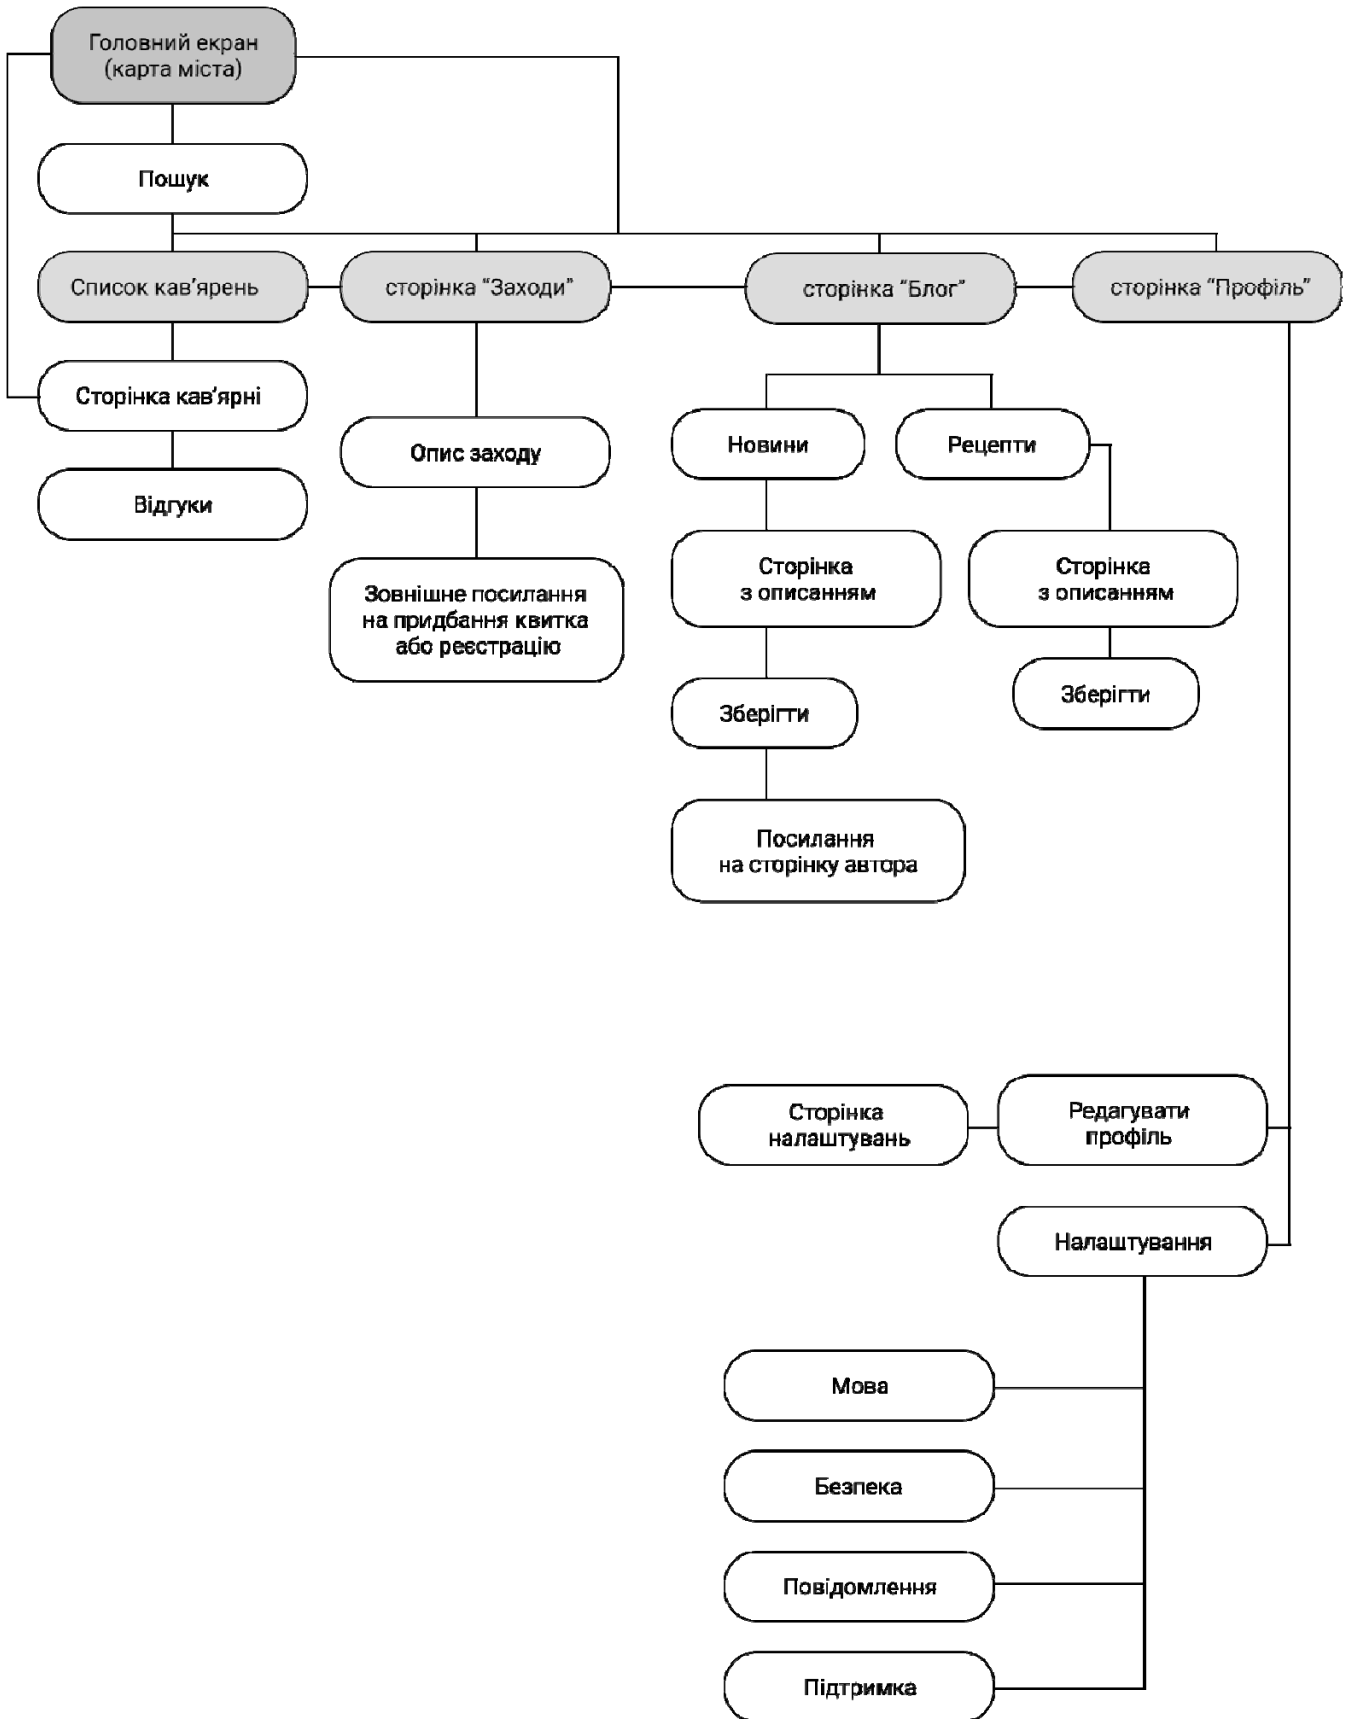 Головний екран
(карта міста)
Пошук
Список кав’ярень
сторінка “Заходи”
сторінка “Блог”
сторінка “Профіль”
Сторінка кав’ярні
Відгуки
Опис заходу
Зовнішне посилання
на придбання квитка
або реєстрацію
Новини
Рецепти
Сторінка
з описанням
Сторінка
з описанням
Зберігти
Зберігти
Посилання
на сторінку автора
Сторінка
налаштувань
Редагувати
профіль
Налаштування
Мова
Безпека
Повідомлення
Підтримка